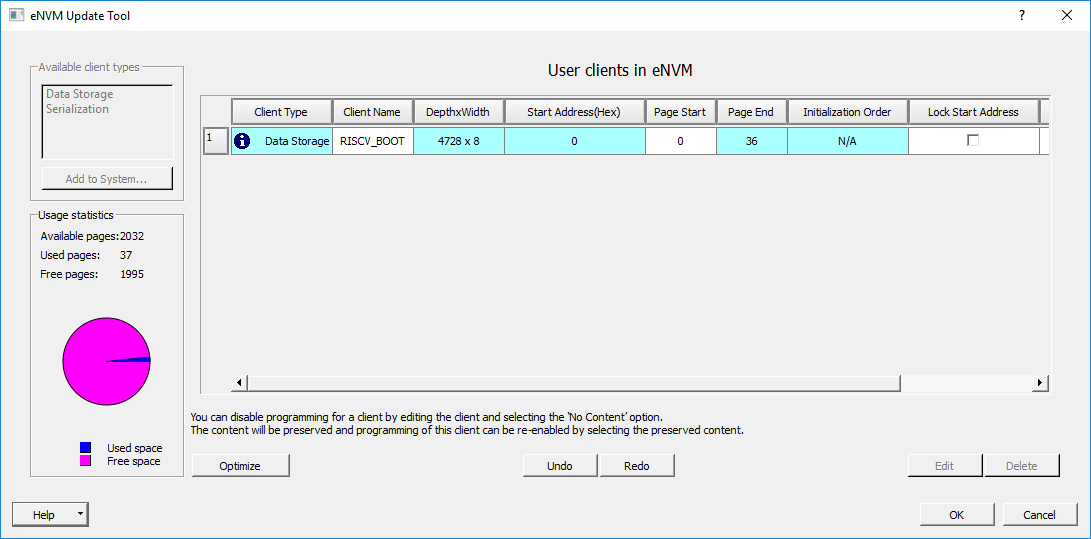 eNVM Update Tool
?
Available client types
Data Storage
Serialization
Add to System...
Usage statistics
Available pages:2032
Used pages: 37
Free pages: 1995
Used space
Free space
User clients in eNVM
Client Type Client Name DepthxWidth Start Address(Hex) Page Start Page End Initialization Order Lock Start Address
1 Data Storage RISCV_BOOT 4728 x 8 0 0 36 N/A
You can disable programming for a client by editing the client and selecting the 'No Content' option.
The content will be preserved and programming of this client can be re-enabled by selecting the preserved content.
Optimize Undo Redo Edit Delete
Help OK Cancel